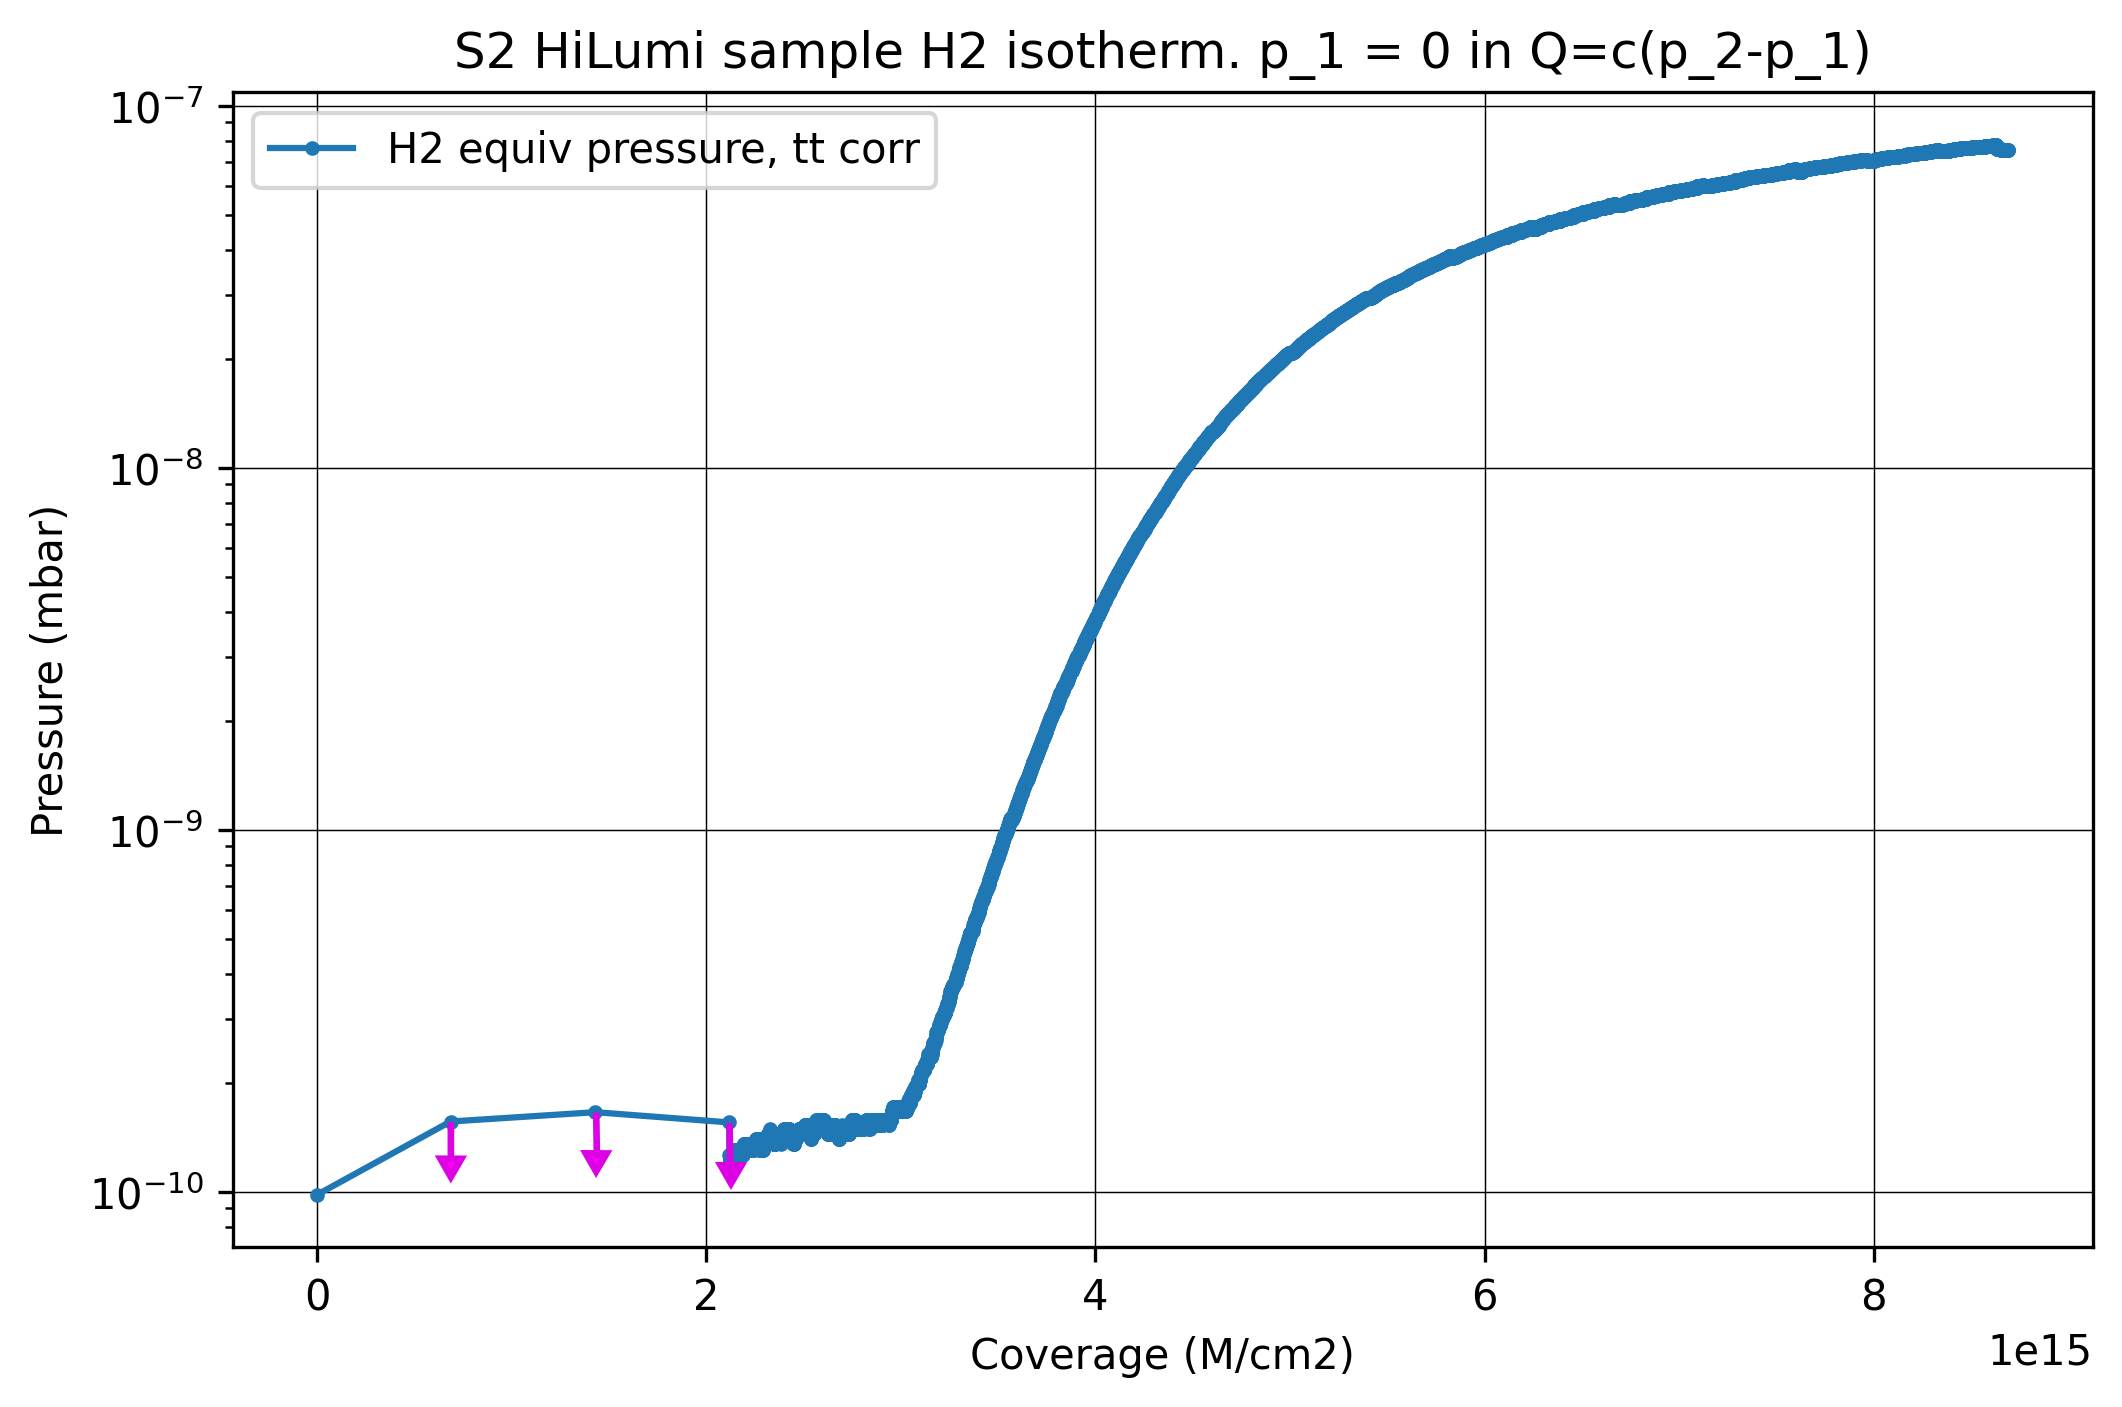 S2 HiLumi sample H2 isotherm. p_1 = 0 in Q=c(p_2-p_1)
H2 equiv pressure, tt corr
Pressure (mbar)
10⁻⁷
10⁻⁸
10⁻⁹
10⁻¹⁰
0 2 4 6 8
1e15
Coverage (M/cm2)